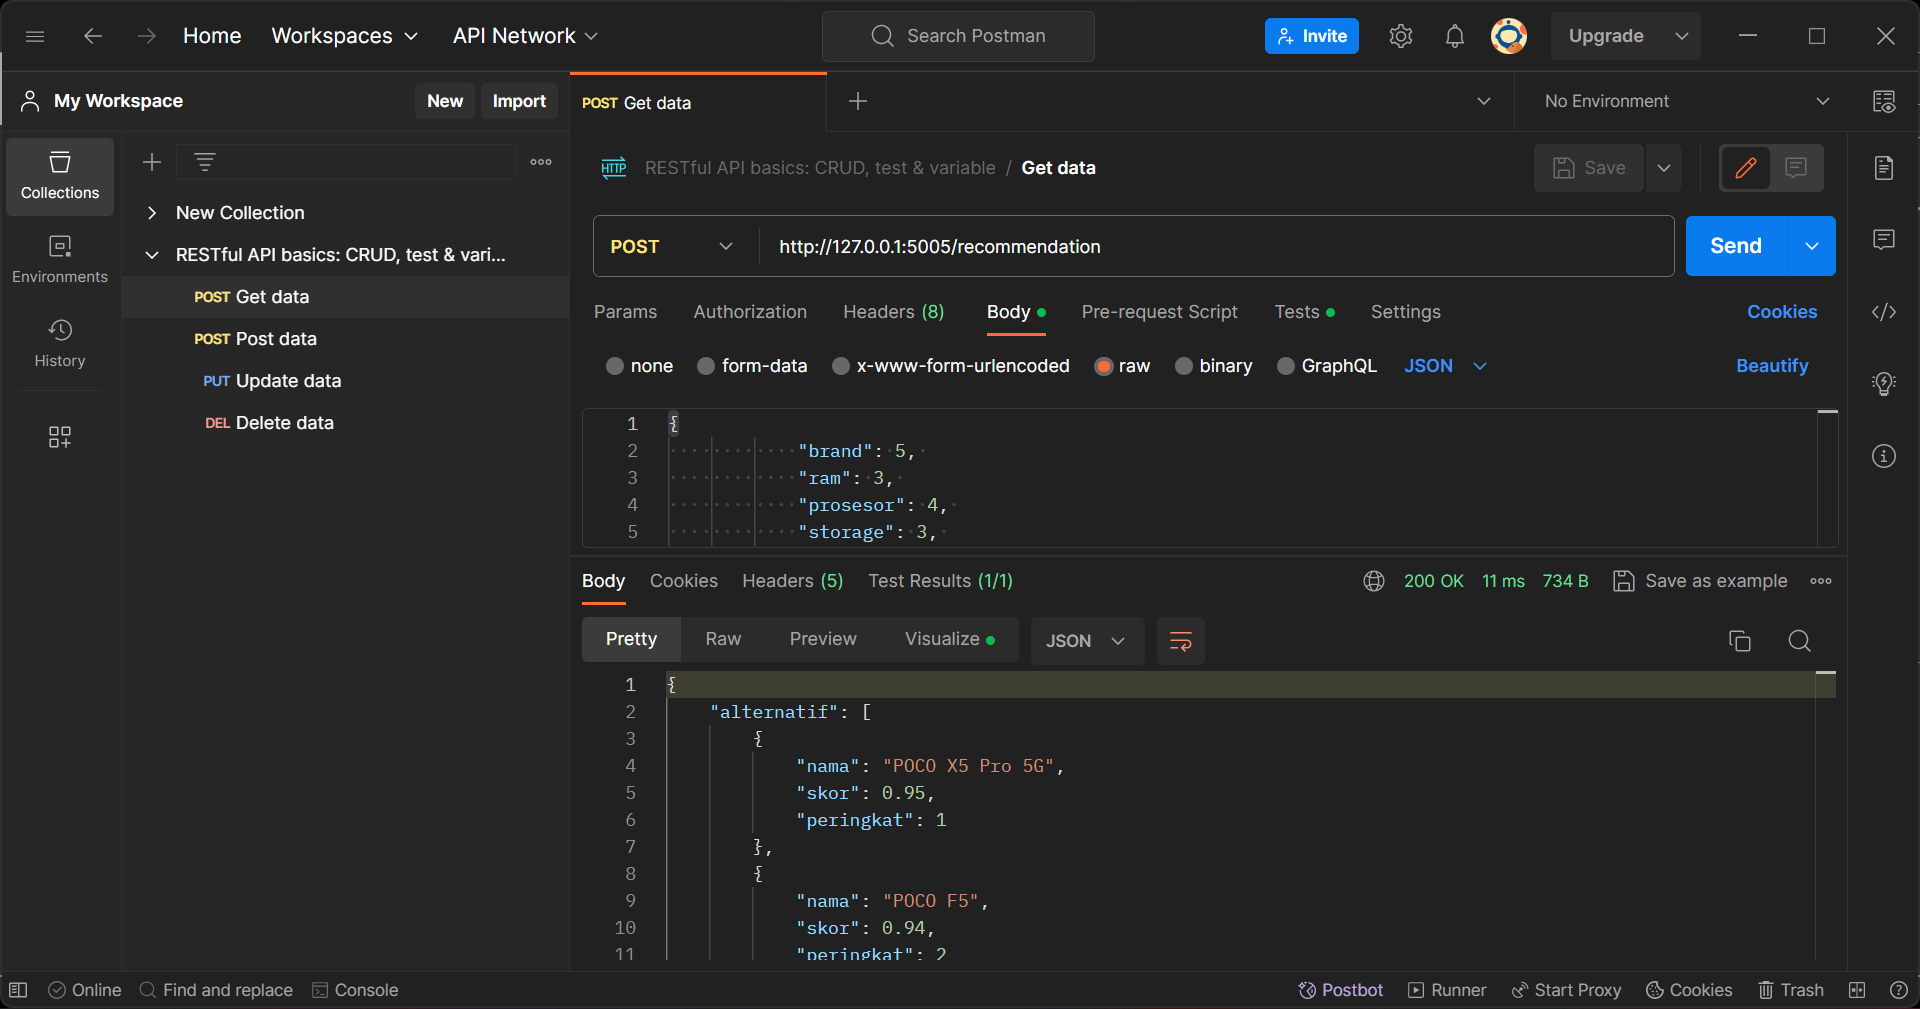 Home Workspaces API Network Search Postman Invite Upgrade
My Workspace New Import POST Get data No Environment
Collections
Environments
History
New Collection
RESTful API basics: CRUD, test & vari...
POST Get data
POST Post data
PUT Update data
DEL Delete data
HTTP RESTful API basics: CRUD, test & variable / Get data Save
POST http://127.0.0.1:5005/recommendation Send
Params Authorization Headers (8) Body Pre-request Script Tests Settings Cookies
none form-data x-www-form-urlencoded raw binary GraphQL JSON Beautify
1 {
2 "brand": 5,
3 "ram": 3,
4 "prosesor": 4,
5 "storage": 3,
Body Cookies Headers (5) Test Results (1/1) 200 OK 11 ms 734 B Save as example
Pretty Raw Preview Visualize JSON
1 {
2 "alternatif": [
3 {
4 "nama": "POCO X5 Pro 5G",
5 "skor": 0.95,
6 "peringkat": 1
7 },
8 {
9 "nama": "POCO F5",
10 "skor": 0.94,
11 "peringkat": 2
Online Find and replace Console Postbot Runner Start Proxy Cookies Trash